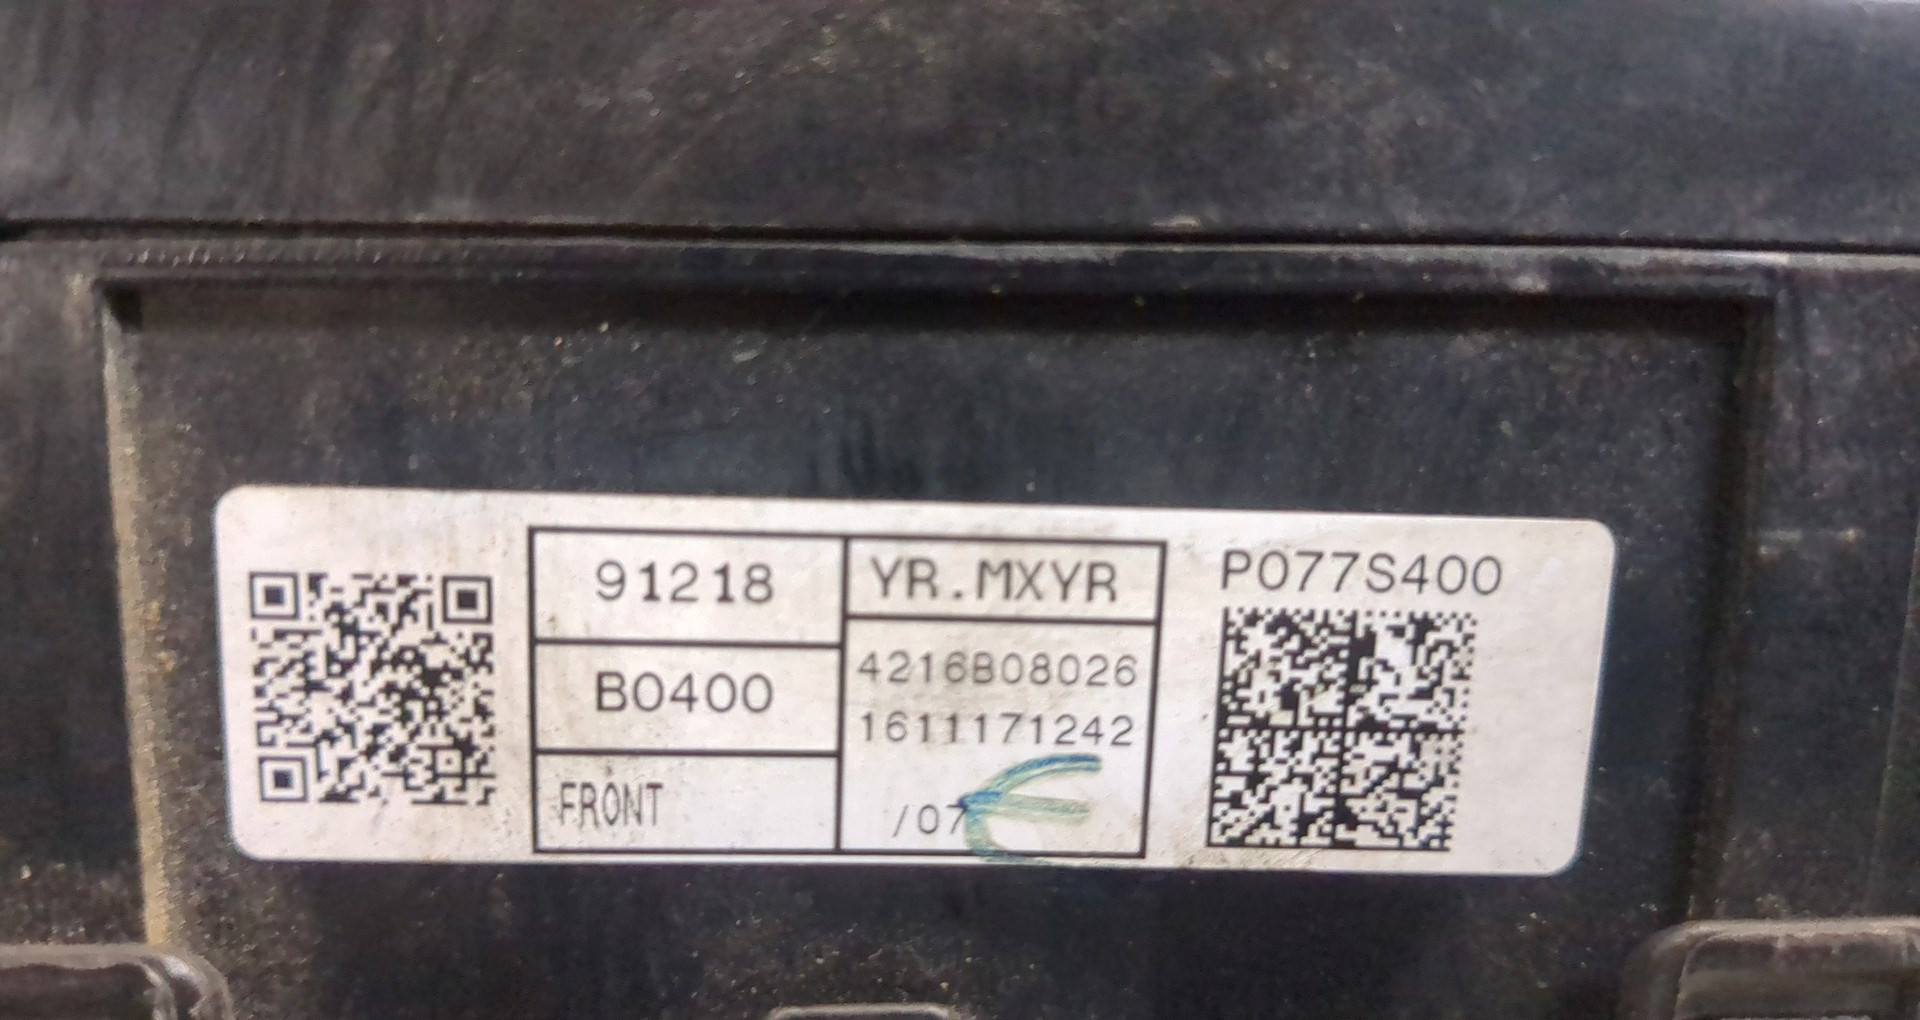 91218
B0400
FRONT
YR.MXYR
4216B08026
1611171242
/07
P077S400